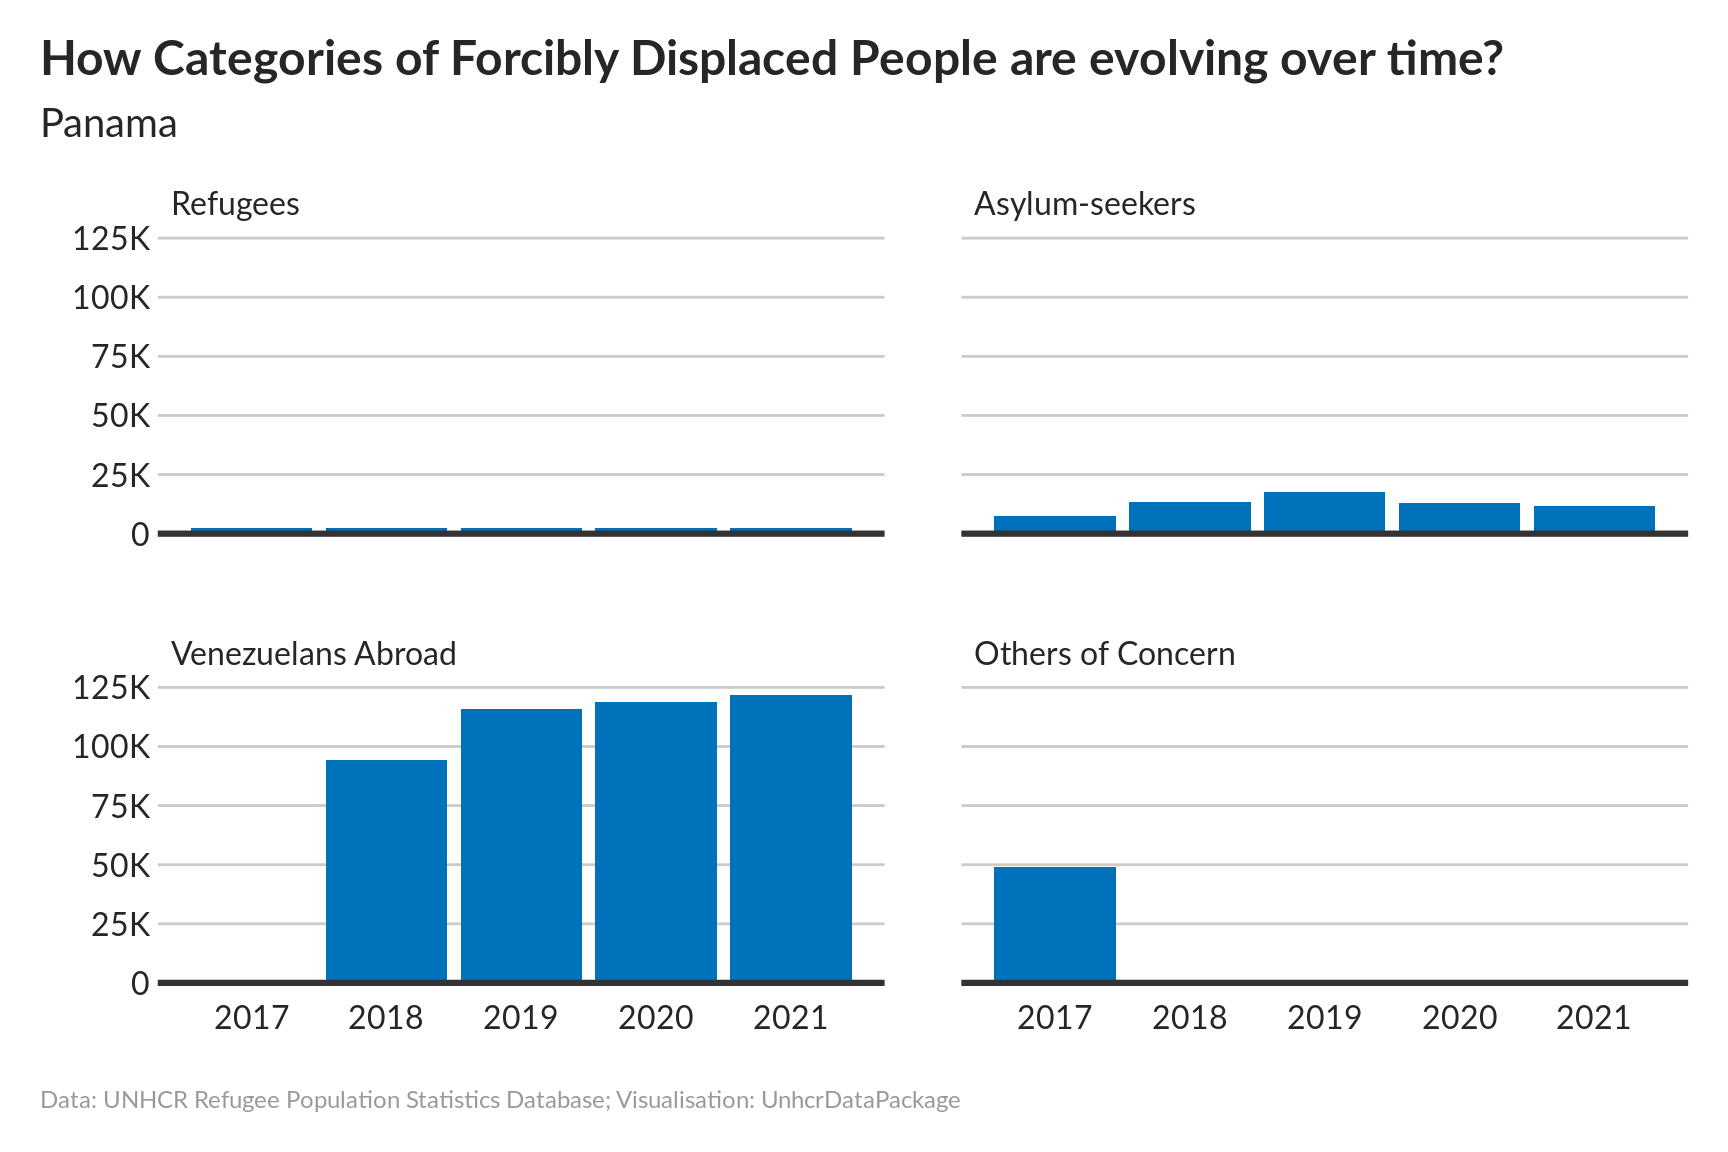 How Categories of Forcibly Displaced People are evolving over time?
Panama
Refugees
Asylum-seekers
125K
100K
75K
50K
25K
0
Venezuelans Abroad
Others of Concern
125K
100K
75K
50K
25K
0
2017 2018 2019 2020 2021
2017 2018 2019 2020 2021
Data: UNHCR Refugee Population Statistics Database; Visualisation: UnhcrDataPackage